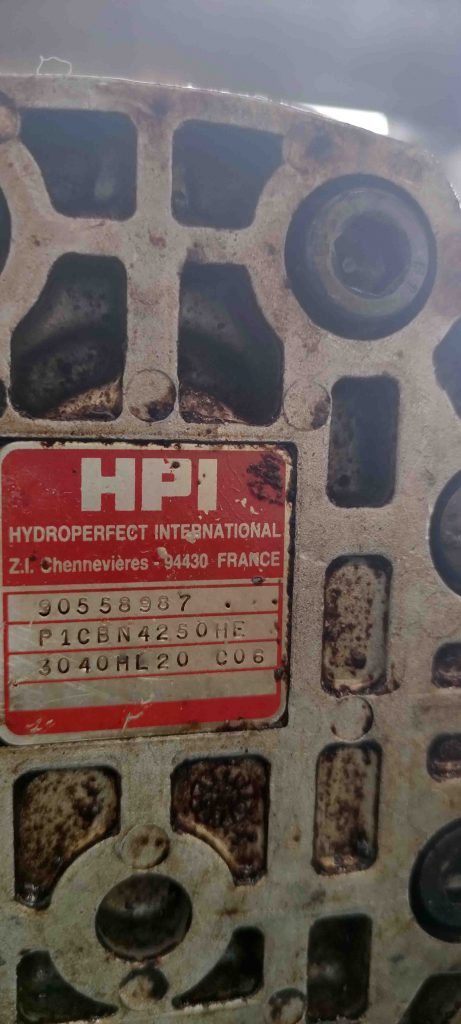 HPI
HYDROPERFECT INTERNATIONAL
Z.I. Chennevières - 94430 FRANCE
90558987
P1CBN4250HE
3040HL20 C06